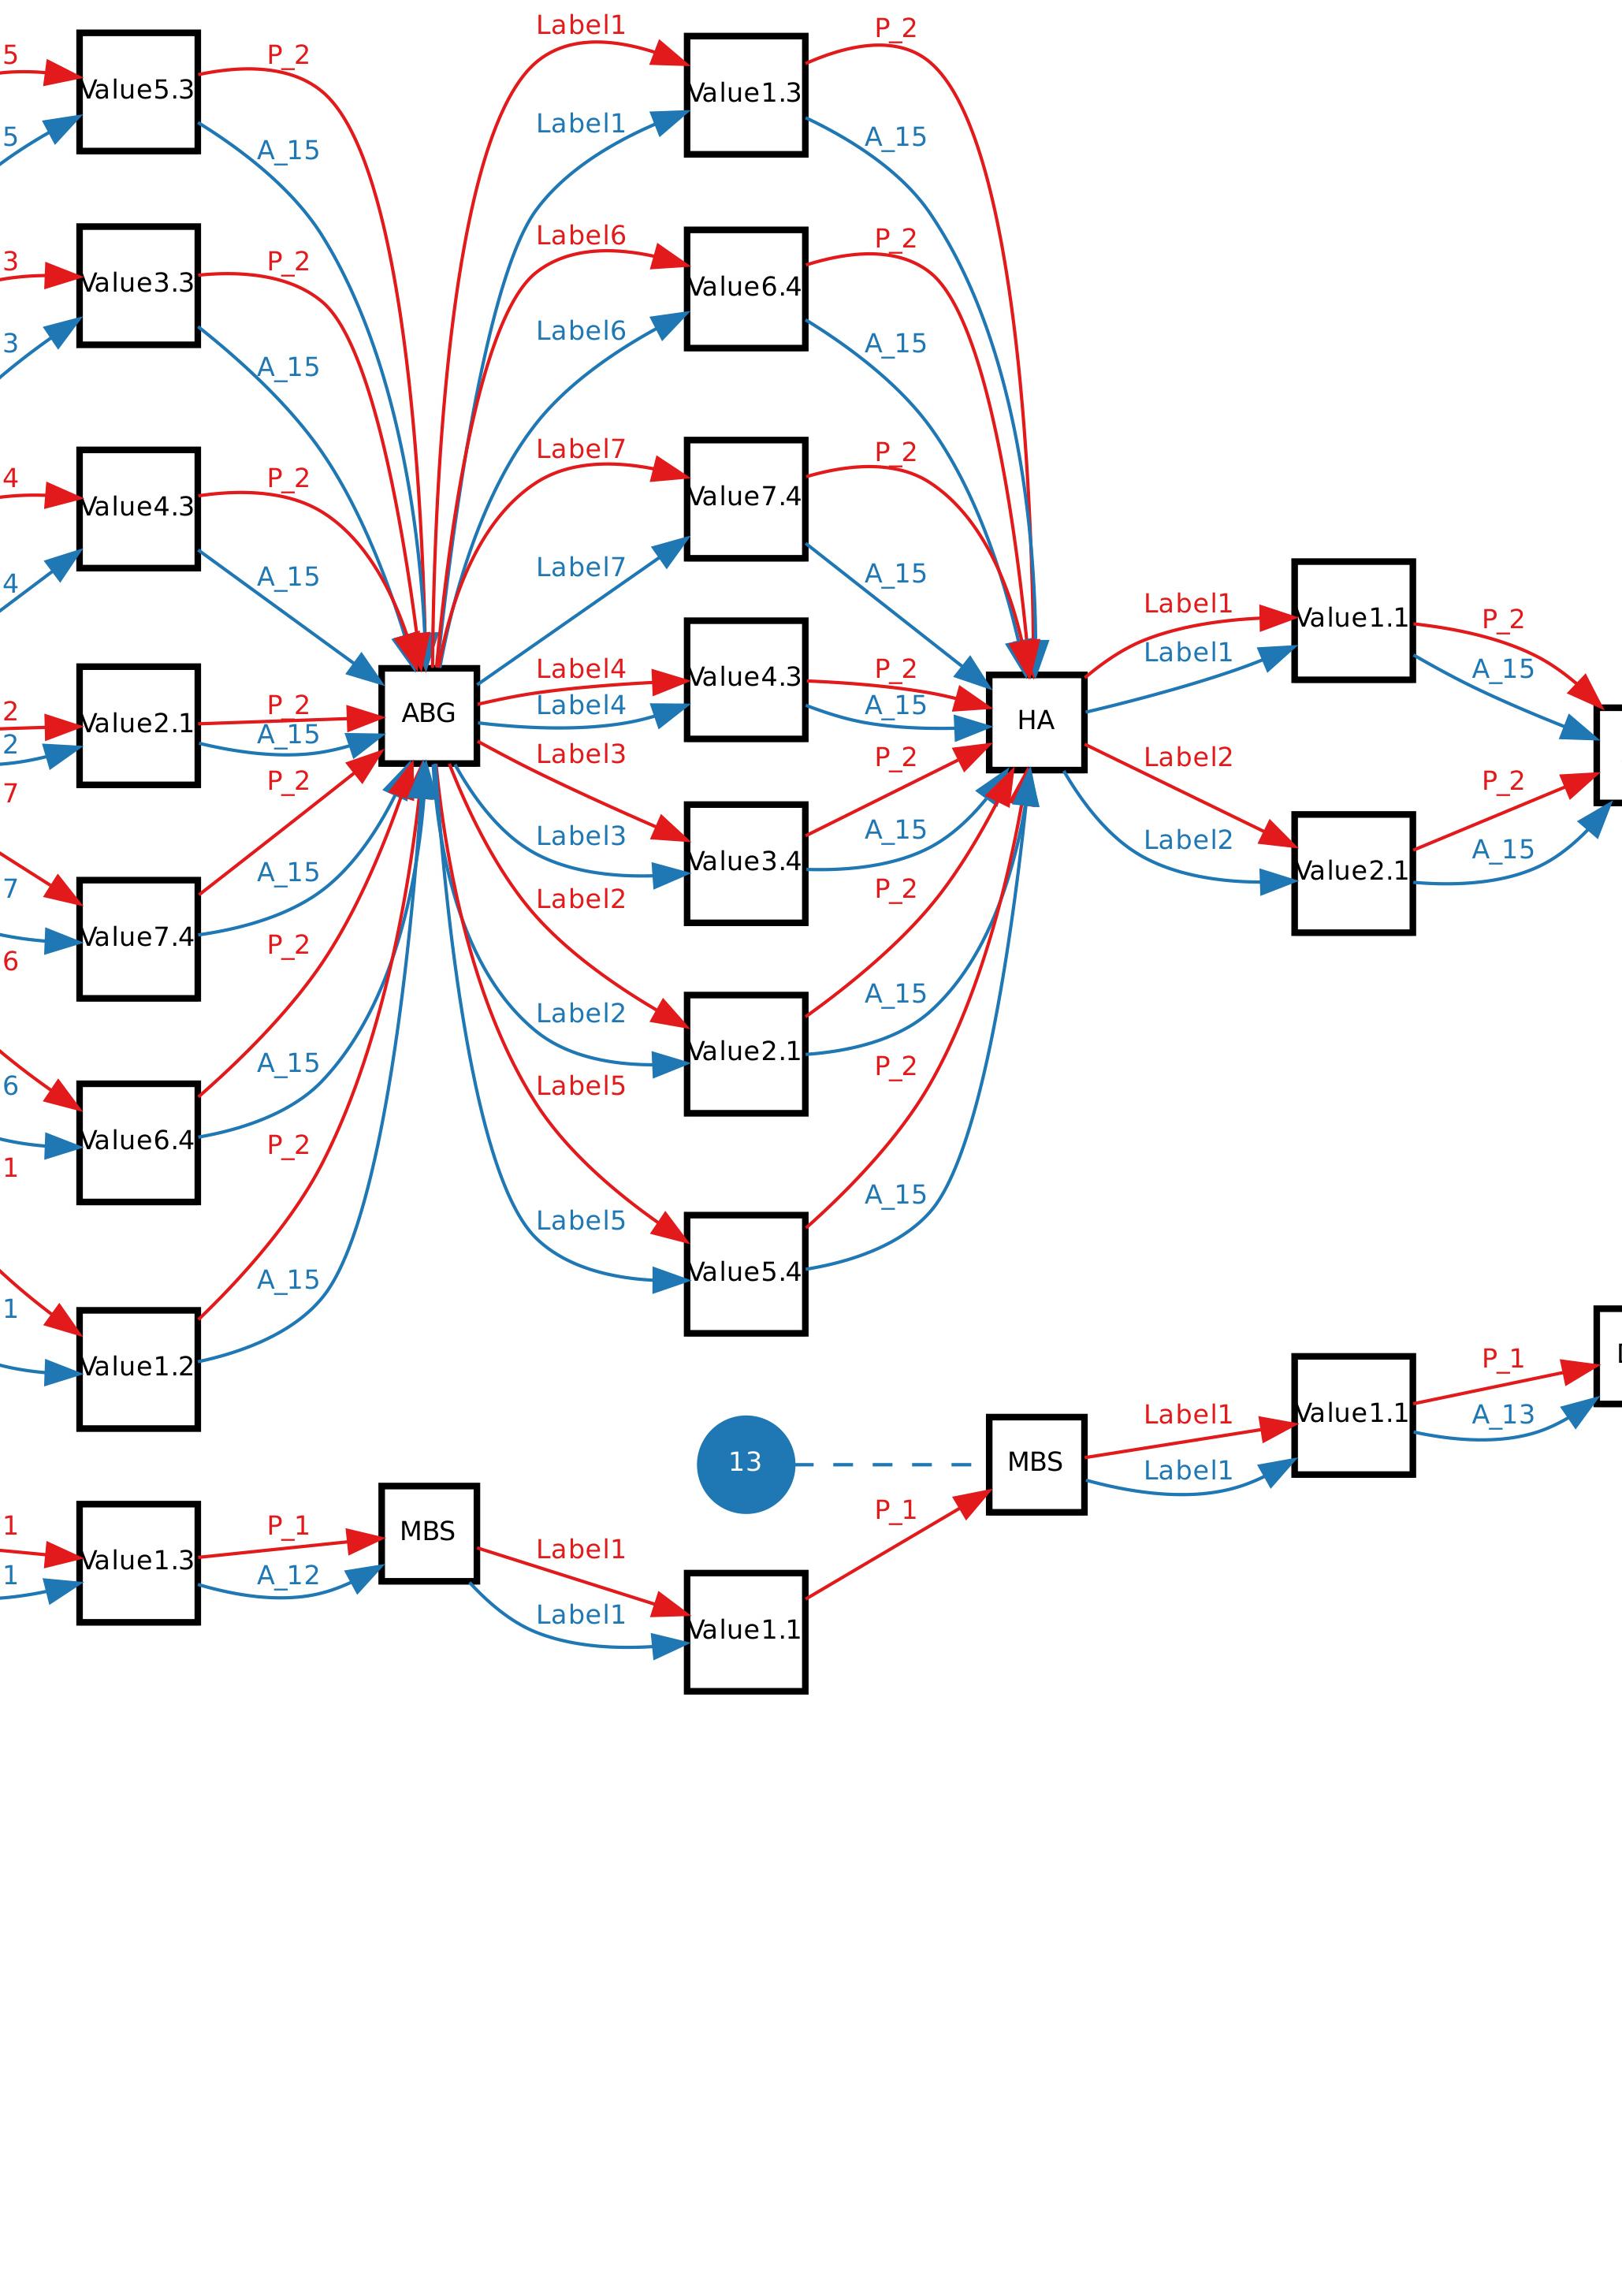 5
Value5.3
P_2
5
A_15
3
Value3.3
P_2
3
A_15
4
Value4.3
P_2
4
A_15
2
Value2.1
P_2
2
A_15
7
P_2
7
Value7.4
A_15
6
P_2
6
Value6.4
A_15
1
P_2
1
Value1.2
A_15
1
Value1.3
P_1
1
A_12
ABG
MBS
Label1
Label1
Label6
Label6
Label7
Label7
Label4
Label4
Label3
Label3
Label2
Label2
Label5
Label5
Label1
Label1
Value1.3
P_2
A_15
Value6.4
P_2
A_15
Value7.4
P_2
A_15
Value4.3
P_2
A_15
Value3.4
P_2
A_15
Value2.1
P_2
A_15
Value5.4
P_2
A_15
13
Value1.1
P_1
HA
MBS
Label1
Label1
Label2
Label2
Label1
Label1
Value1.1
P_2
A_15
Value2.1
P_2
A_15
Value1.1
P_1
A_13